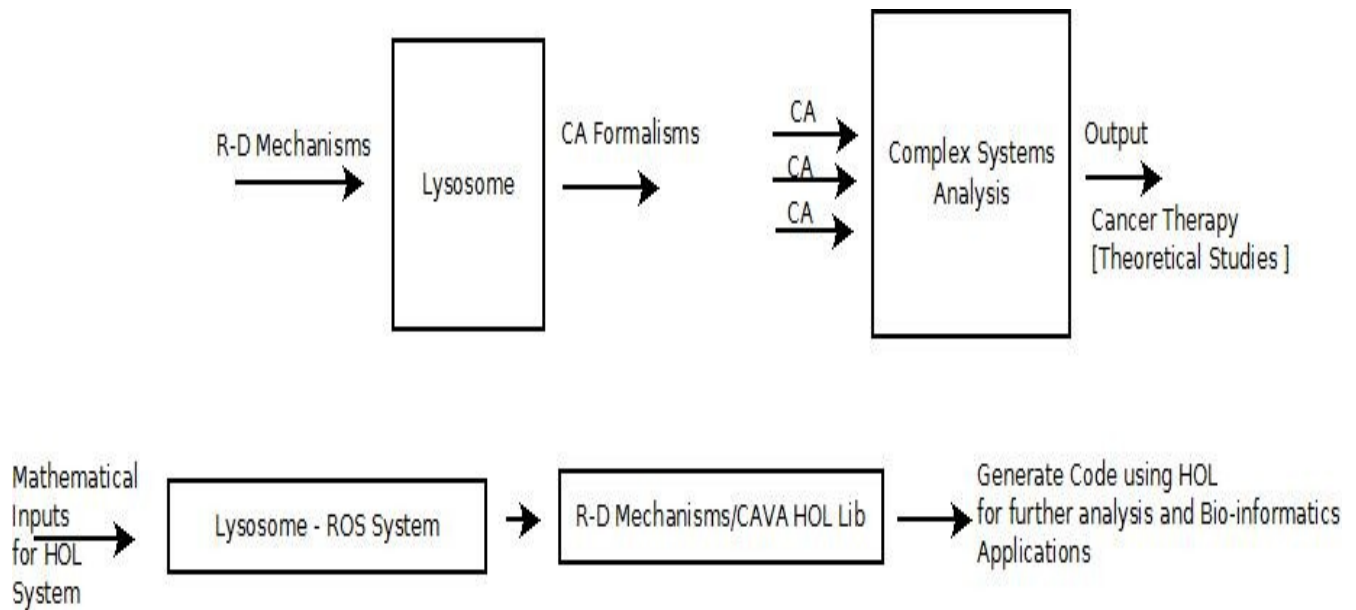 R-D Mechanisms
Lysosome
CA Formalisms
CA
CA
CA
Complex Systems
Analysis
Output
Cancer Therapy
[Theoretical Studies ]
Mathematical
Inputs
for HOL
System
Lysosome - ROS System
R-D Mechanisms/CAVA HOL Lib
Generate Code using HOL
for further analysis and Bio-informatics
Applications